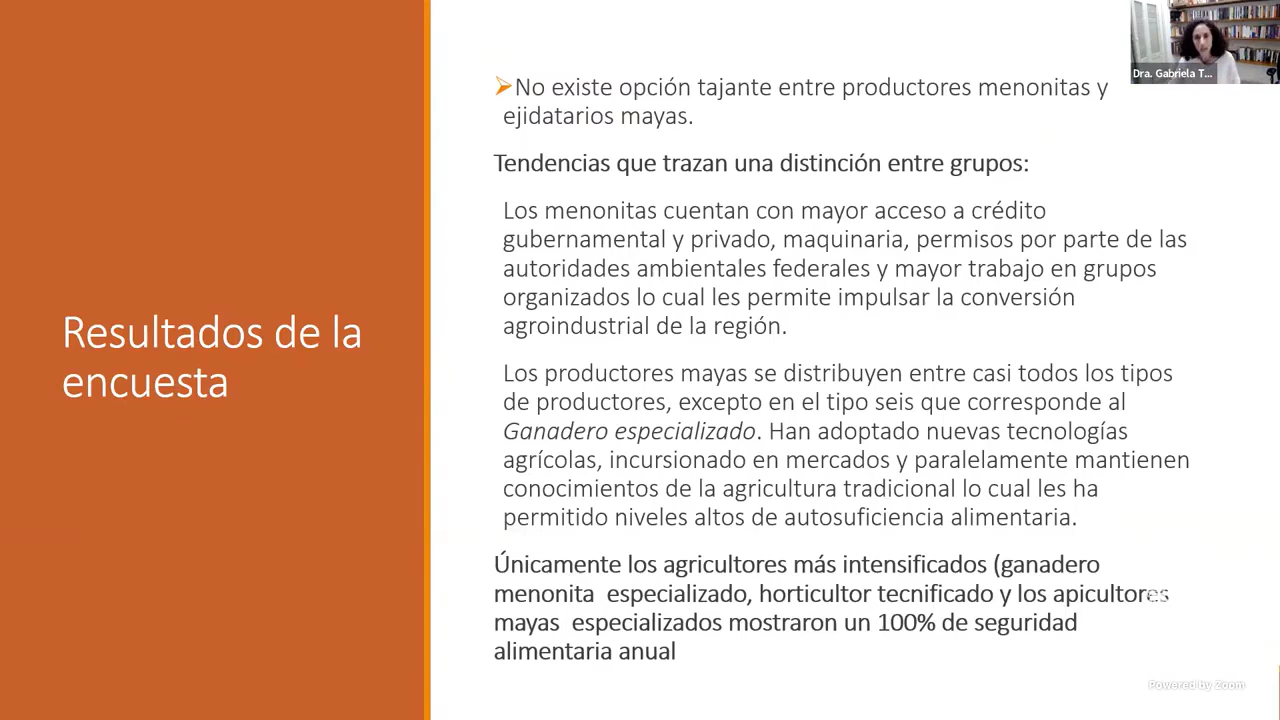 Dra. Gabriela T...
➢No existe opción tajante entre productores menonitas y
ejidatarios mayas.
Tendencias que trazan una distinción entre grupos:
Los menonitas cuentan con mayor acceso a crédito
gubernamental y privado, maquinaria, permisos por parte de las
autoridades ambientales federales y mayor trabajo en grupos
organizados lo cual les permite impulsar la conversión
agroindustrial de la región.
Resultados de la
encuesta
Los productores mayas se distribuyen entre casi todos los tipos
de productores, excepto en el tipo seis que corresponde al
Ganadero especializado. Han adoptado nuevas tecnologías
agrícolas, incursionado en mercados y paralelamente mantienen
conocimientos de la agricultura tradicional lo cual les ha
permitido niveles altos de autosuficiencia alimentaria.
Únicamente los agricultores más intensificados (ganadero
menonita especializado, horticultor tecnificado y los apicultores
mayas especializados mostraron un 100% de seguridad
alimentaria anual
Powered by Zoom